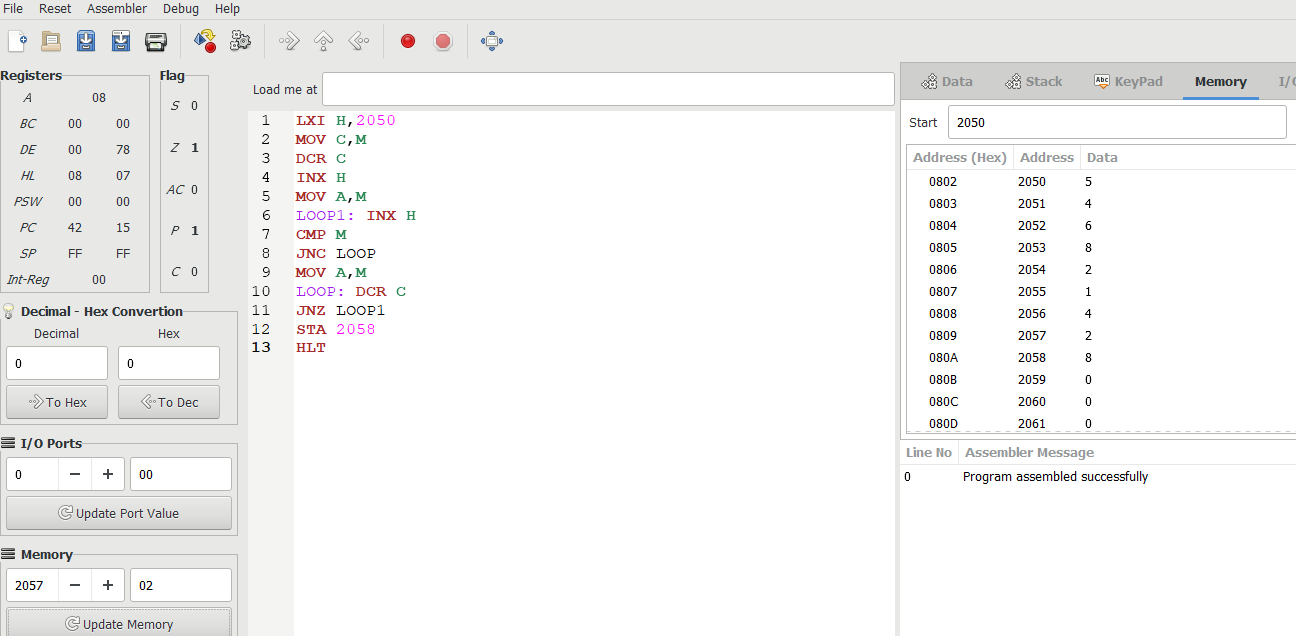 File Reset Assembler Debug Help
Registers
A 08
BC 00 00
DE 00 78
HL 08 07
PSW 00 00
PC 42 15
SP FF FF
Int-Reg 00
Flag
S 0
Z 1
AC 0
P 1
C 0
Decimal - Hex Convertion
Decimal Hex
0 0
To Hex To Dec
I/O Ports
0 − + 00
Update Port Value
Memory
2057 − + 02
Update Memory
Load me at
1 LXI H,2050
2 MOV C,M
3 DCR C
4 INX H
5 MOV A,M
6 LOOP1: INX H
7 CMP M
8 JNC LOOP
9 MOV A,M
10 LOOP: DCR C
11 JNZ LOOP1
12 STA 2058
13 HLT
Data Stack Abc KeyPad Memory
Start 2050
Address (Hex) Address Data
0802 2050 5
0803 2051 4
0804 2052 6
0805 2053 8
0806 2054 2
0807 2055 1
0808 2056 4
0809 2057 2
080A 2058 8
080B 2059 0
080C 2060 0
080D 2061 0
Line No Assembler Message
0 Program assembled successfully